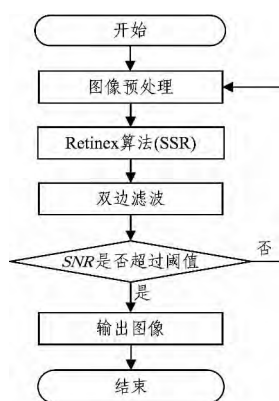 开始
图像预处理
Retinex算法(SSR)
双边滤波
SNR是否超过阈值
否
是
输出图像
结束